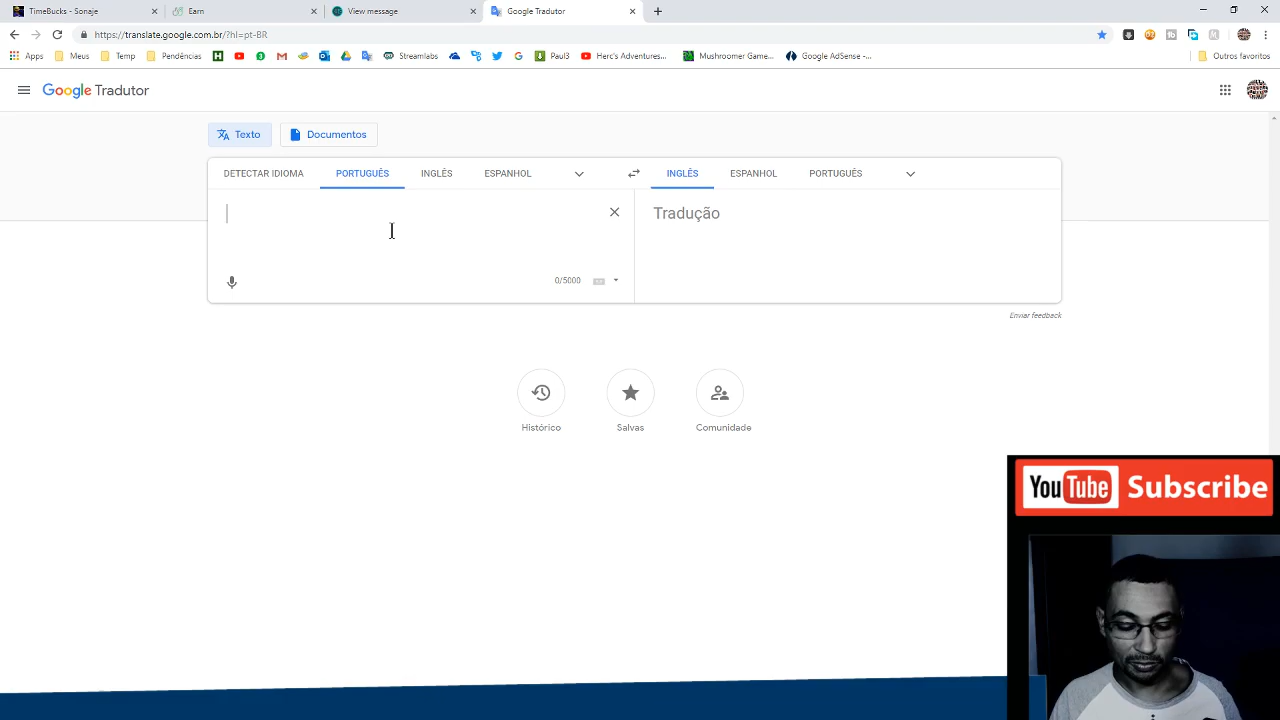 TimeBucks - Sonaje
Earn
View message
Google Tradutor
https://translate.google.com.br/?hl=pt-BR
Apps
Meus
Temp
Pendências
Streamlabs
Paul3
Herc's Adventures...
Mushroomer Game...
Google AdSense -...
Outros favoritos
Google Tradutor
Texto
Documentos
DETECTAR IDIOMA
PORTUGUÊS
INGLÊS
ESPANHOL
INGLÊS
ESPANHOL
PORTUGUÊS
Tradução
0/5000
Enviar feedback
Histórico
Salvas
Comunidade
YouTube Subscribe